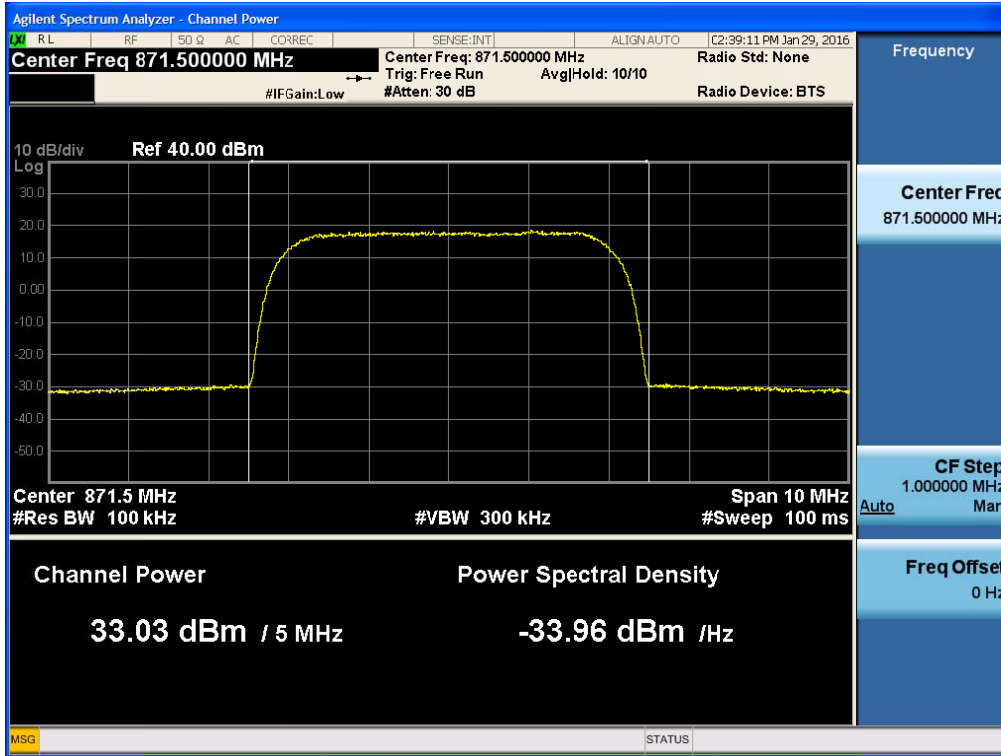 Agilent Spectrum Analyzer - Channel Power
LXI RL RF 50 Ω AC CORREC SENSE:INT ALIGN AUTO 02:39:11 PM Jan 29, 2016
Center Freq 871.500000 MHz
Center Freq: 871.500000 MHz
Radio Std: None
Trig: Free Run Avg|Hold: 10/10
#IFGain:Low
#Atten: 30 dB
Radio Device: BTS
Frequency
10 dB/div Ref 40.00 dBm
Log
30.0
20.0
10.0
0.00
-10.0
-20.0
-30.0
-40.0
-50.0
Center 871.5 MHz
Span 10 MHz
#Res BW 100 kHz
#VBW 300 kHz
#Sweep 100 ms
Center Freq
871.500000 MHz
CF Step
1.000000 MHz
Auto Man
Freq Offset
0 Hz
Channel Power
Power Spectral Density
33.03 dBm / 5 MHz
-33.96 dBm /Hz
MSG
STATUS